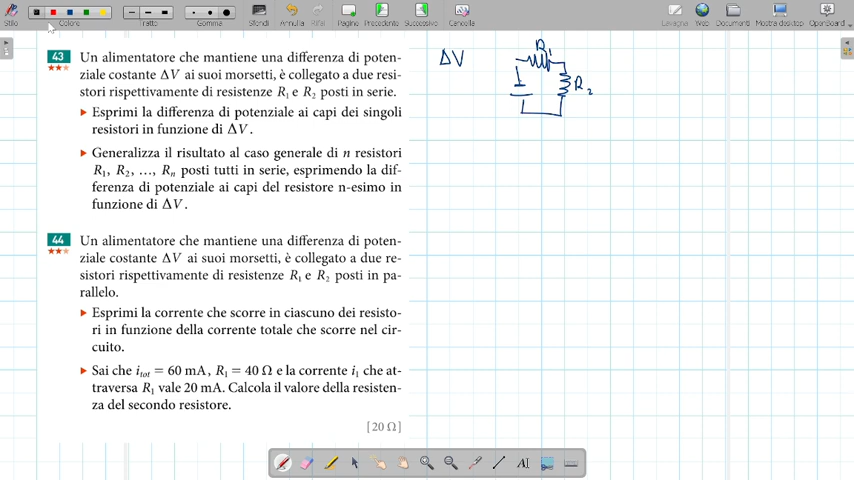 Stilo
Colore
Tratto
Gomma
Sfondi
Annulla
Rifai
Pagine
Precedente
Successivo
Cancella
Lavagna
Web
Documenti
Mostra desktop
OpenBoard
43 Un alimentatore che mantiene una differenza di poten-
ziale costante ΔV ai suoi morsetti, è collegato a due resi-
stori rispettivamente di resistenze R₁ e R₂ posti in serie.
▶ Esprimi la differenza di potenziale ai capi dei singoli
resistori in funzione di ΔV.
▶ Generalizza il risultato al caso generale di n resistori
R₁, R₂, …, Rₙ posti tutti in serie, esprimendo la dif-
ferenza di potenziale ai capi del resistore n-esimo in
funzione di ΔV.
44 Un alimentatore che mantiene una differenza di poten-
ziale costante ΔV ai suoi morsetti, è collegato a due re-
sistori rispettivamente di resistenze R₁ e R₂ posti in pa-
rallelo.
▶ Esprimi la corrente che scorre in ciascuno dei resisto-
ri in funzione della corrente totale che scorre nel cir-
cuito.
▶ Sai che i_tot = 60 mA, R₁ = 40 Ω e la corrente i₁ che at-
traversa R₁ vale 20 mA. Calcola il valore della resisten-
za del secondo resistore.
[20 Ω]
ΔV
R₁
R₂
AI